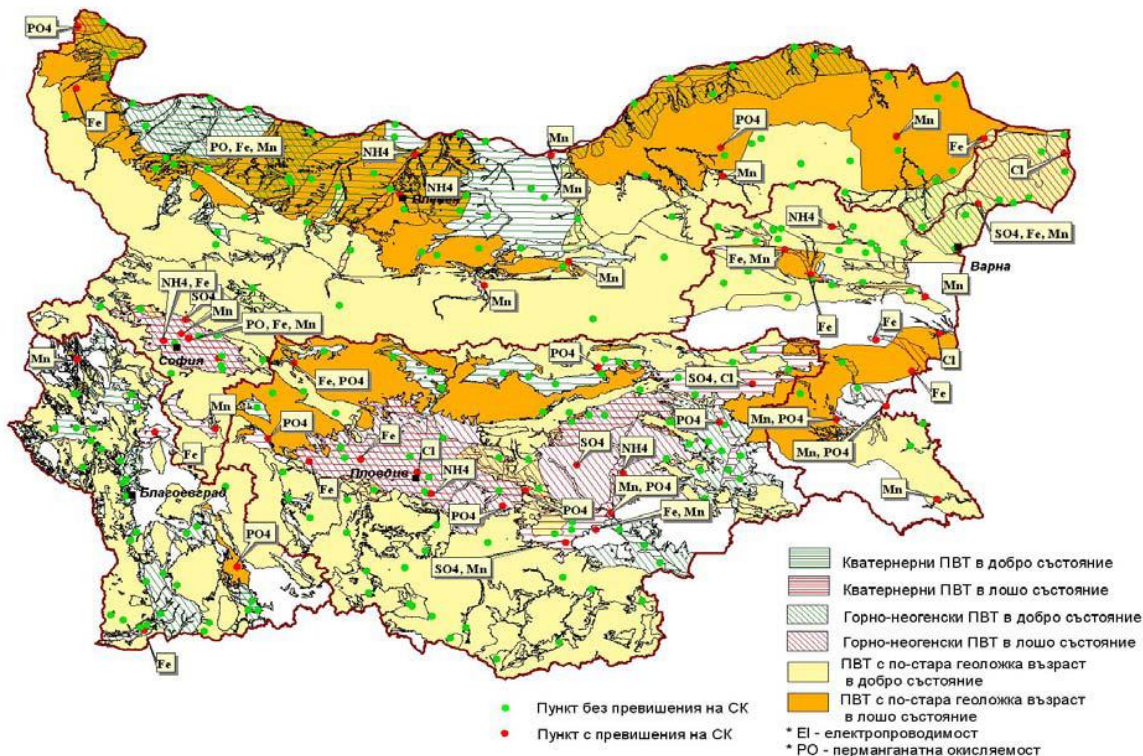 PO4
Fe
PO, Fe, Mn
NH4
Mn
PO4
Mn
Fe
Cl
NH4
Mn
Mn
NH4
SO4, Fe, Mn
Fe, Mn
Варна
Mn
Mn
Mn
NH4, Fe
SO4
Mn
PO, Fe, Mn
Fe
Fe
София
Mn
PO4
Cl
Fe, PO4
SO4, Cl
Fe
Mn
PO4
Fe
PO4
Mn, PO4
Cl
SO4
NH4
Mn, PO4
Fe
Пловдив
NH4
Fe
Благоевград
Mn, PO4
Mn
PO4
PO4
Fe, Mn
PO4
SO4, Mn
Fe
Кватернерни ПВТ в добро състояние
Кватернерни ПВТ в лошо състояние
Горно-неогенски ПВТ в добро състояние
Горно-неогенски ПВТ в лошо състояние
ПВТ с по-стара геоложка възраст
в добро състояние
ПВТ с по-стара геоложка възраст
в лошо състояние
Пункт без превишения на СК
Пункт с превишения на СК
* EI - електропроводимост
* PO - перманганатна окисляемост